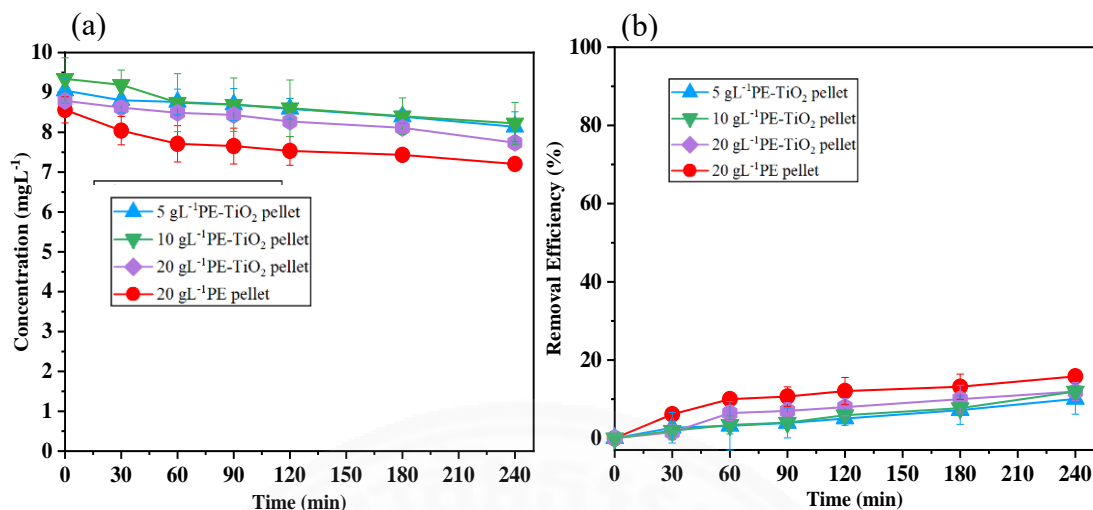 (a)
Concentration (mgL⁻¹)
10
9
8
7
6
5
4
3
2
1
0
5 gL⁻¹PE-TiO₂ pellet
10 gL⁻¹PE-TiO₂ pellet
20 gL⁻¹PE-TiO₂ pellet
20 gL⁻¹PE pellet
0 30 60 90 120 150 180 210 240
Time (min)
(b)
Removal Efficiency (%)
100
80
60
40
20
0
5 gL⁻¹PE-TiO₂ pellet
10 gL⁻¹PE-TiO₂ pellet
20 gL⁻¹PE-TiO₂ pellet
20 gL⁻¹PE pellet
0 30 60 90 120 150 180 210 240
Time (min)